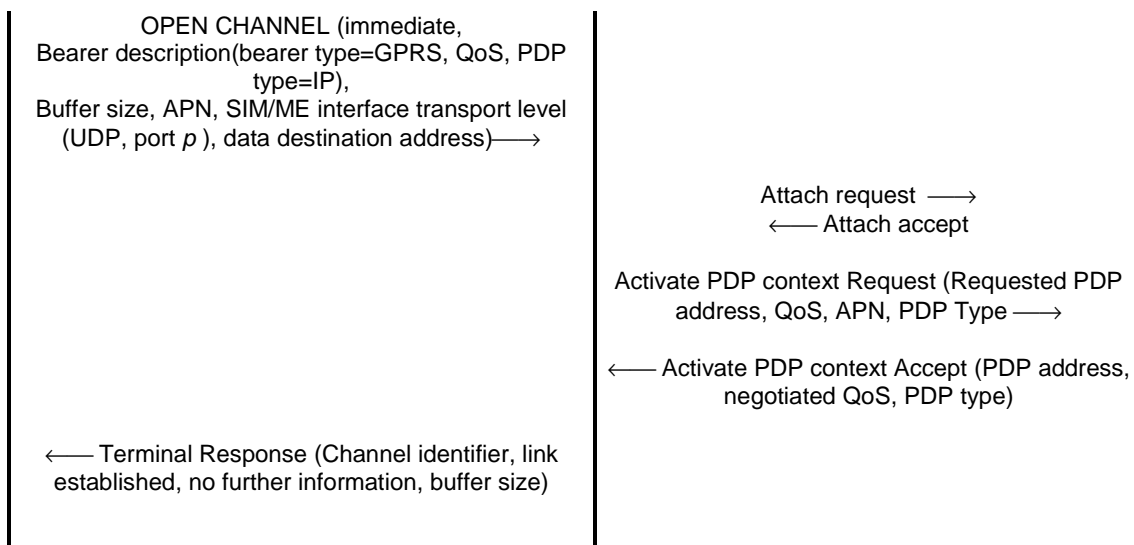 OPEN CHANNEL (immediate,
Bearer description(bearer type=GPRS, QoS, PDP
type=IP),
Buffer size, APN, SIM/ME interface transport level
(UDP, port p ), data destination address)⟶
Attach request ⟶
⟵ Attach accept
Activate PDP context Request (Requested PDP
address, QoS, APN, PDP Type ⟶
⟵ Activate PDP context Accept (PDP address,
negotiated QoS, PDP type)
⟵ Terminal Response (Channel identifier, link
established, no further information, buffer size)